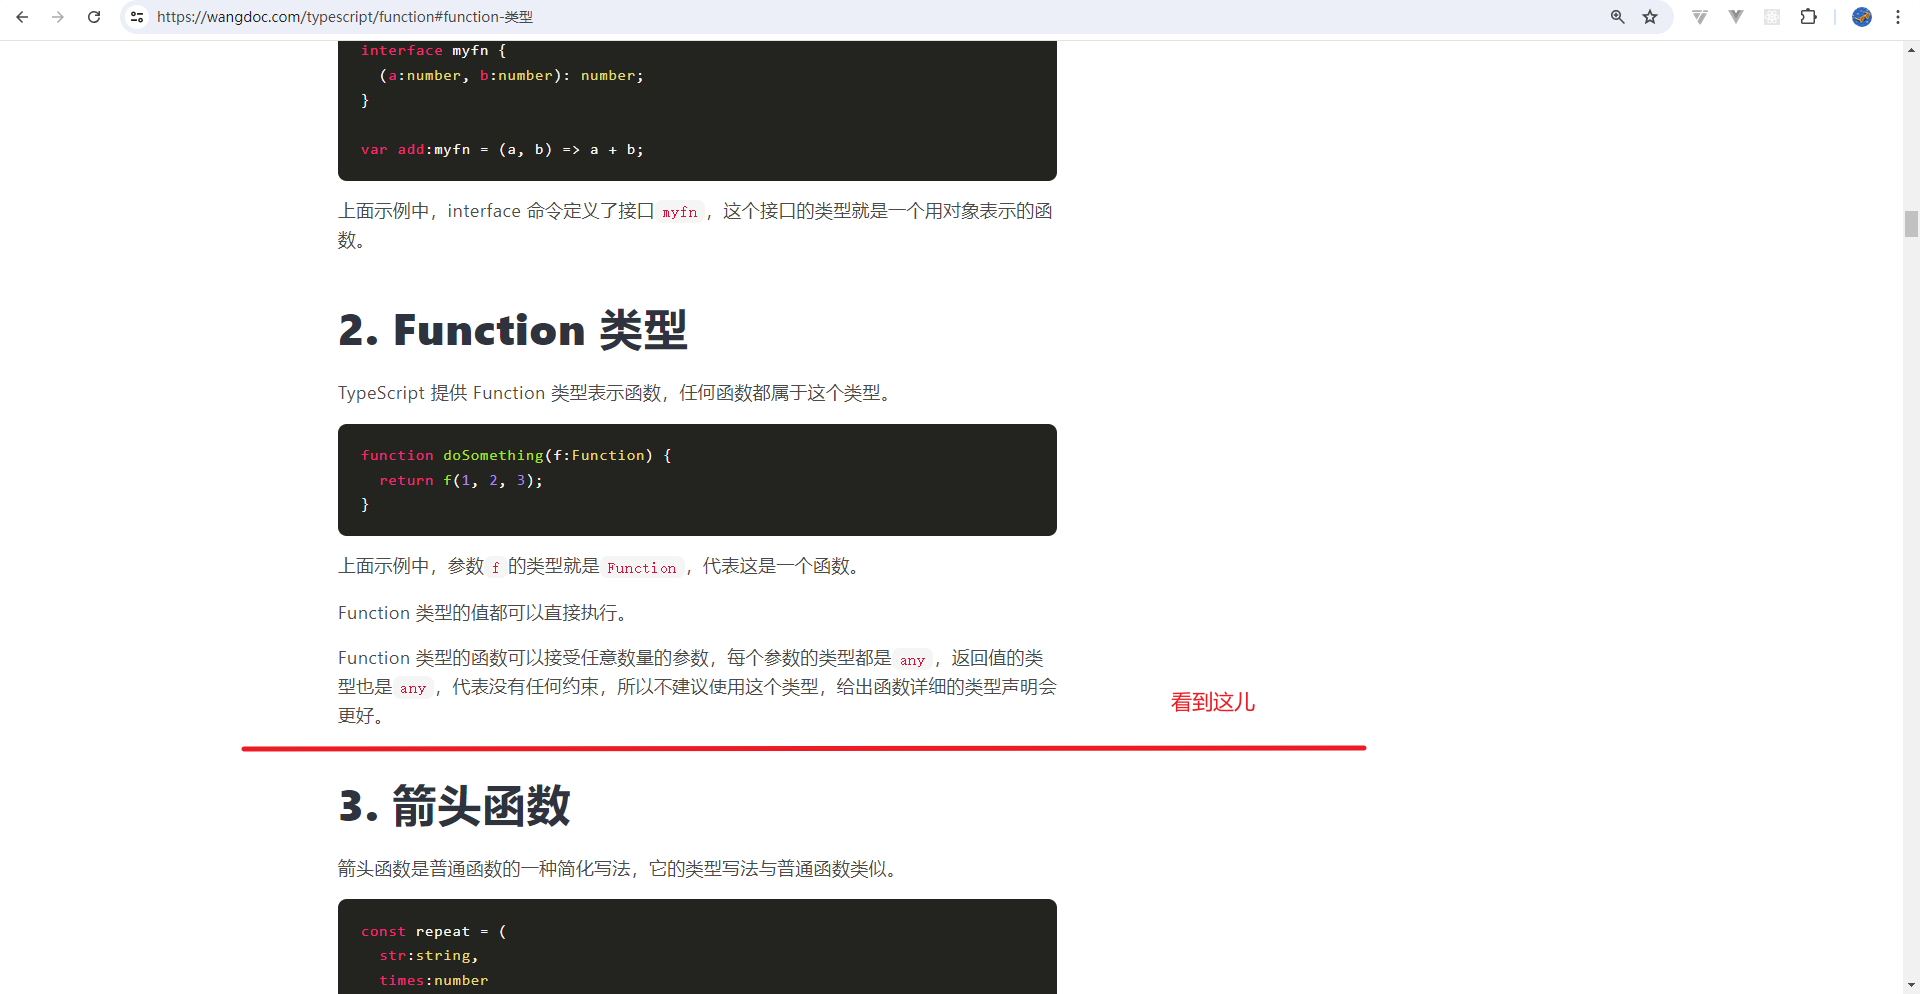 https://wangdoc.com/typescript/function#function-类型
interface myfn {
  (a:number, b:number): number;
}
var add:myfn = (a, b) => a + b;
上面示例中，interface 命令定义了接口 myfn ，这个接口的类型就是一个用对象表示的函
数。
2. Function 类型
TypeScript 提供 Function 类型表示函数，任何函数都属于这个类型。
function doSomething(f:Function) {
  return f(1, 2, 3);
}
上面示例中，参数 f 的类型就是 Function ，代表这是一个函数。
Function 类型的值都可以直接执行。
Function 类型的函数可以接受任意数量的参数，每个参数的类型都是 any ，返回值的类
型也是 any ，代表没有任何约束，所以不建议使用这个类型，给出函数详细的类型声明会
更好。
看到这儿
3. 箭头函数
箭头函数是普通函数的一种简化写法，它的类型写法与普通函数类似。
const repeat = (
  str:string,
  times:number